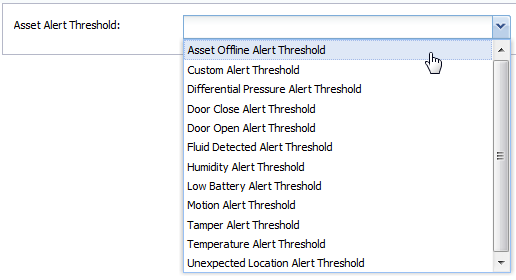 Asset Alert Threshold:
Asset Offline Alert Threshold
Custom Alert Threshold
Differential Pressure Alert Threshold
Door Close Alert Threshold
Door Open Alert Threshold
Fluid Detected Alert Threshold
Humidity Alert Threshold
Low Battery Alert Threshold
Motion Alert Threshold
Tamper Alert Threshold
Temperature Alert Threshold
Unexpected Location Alert Threshold